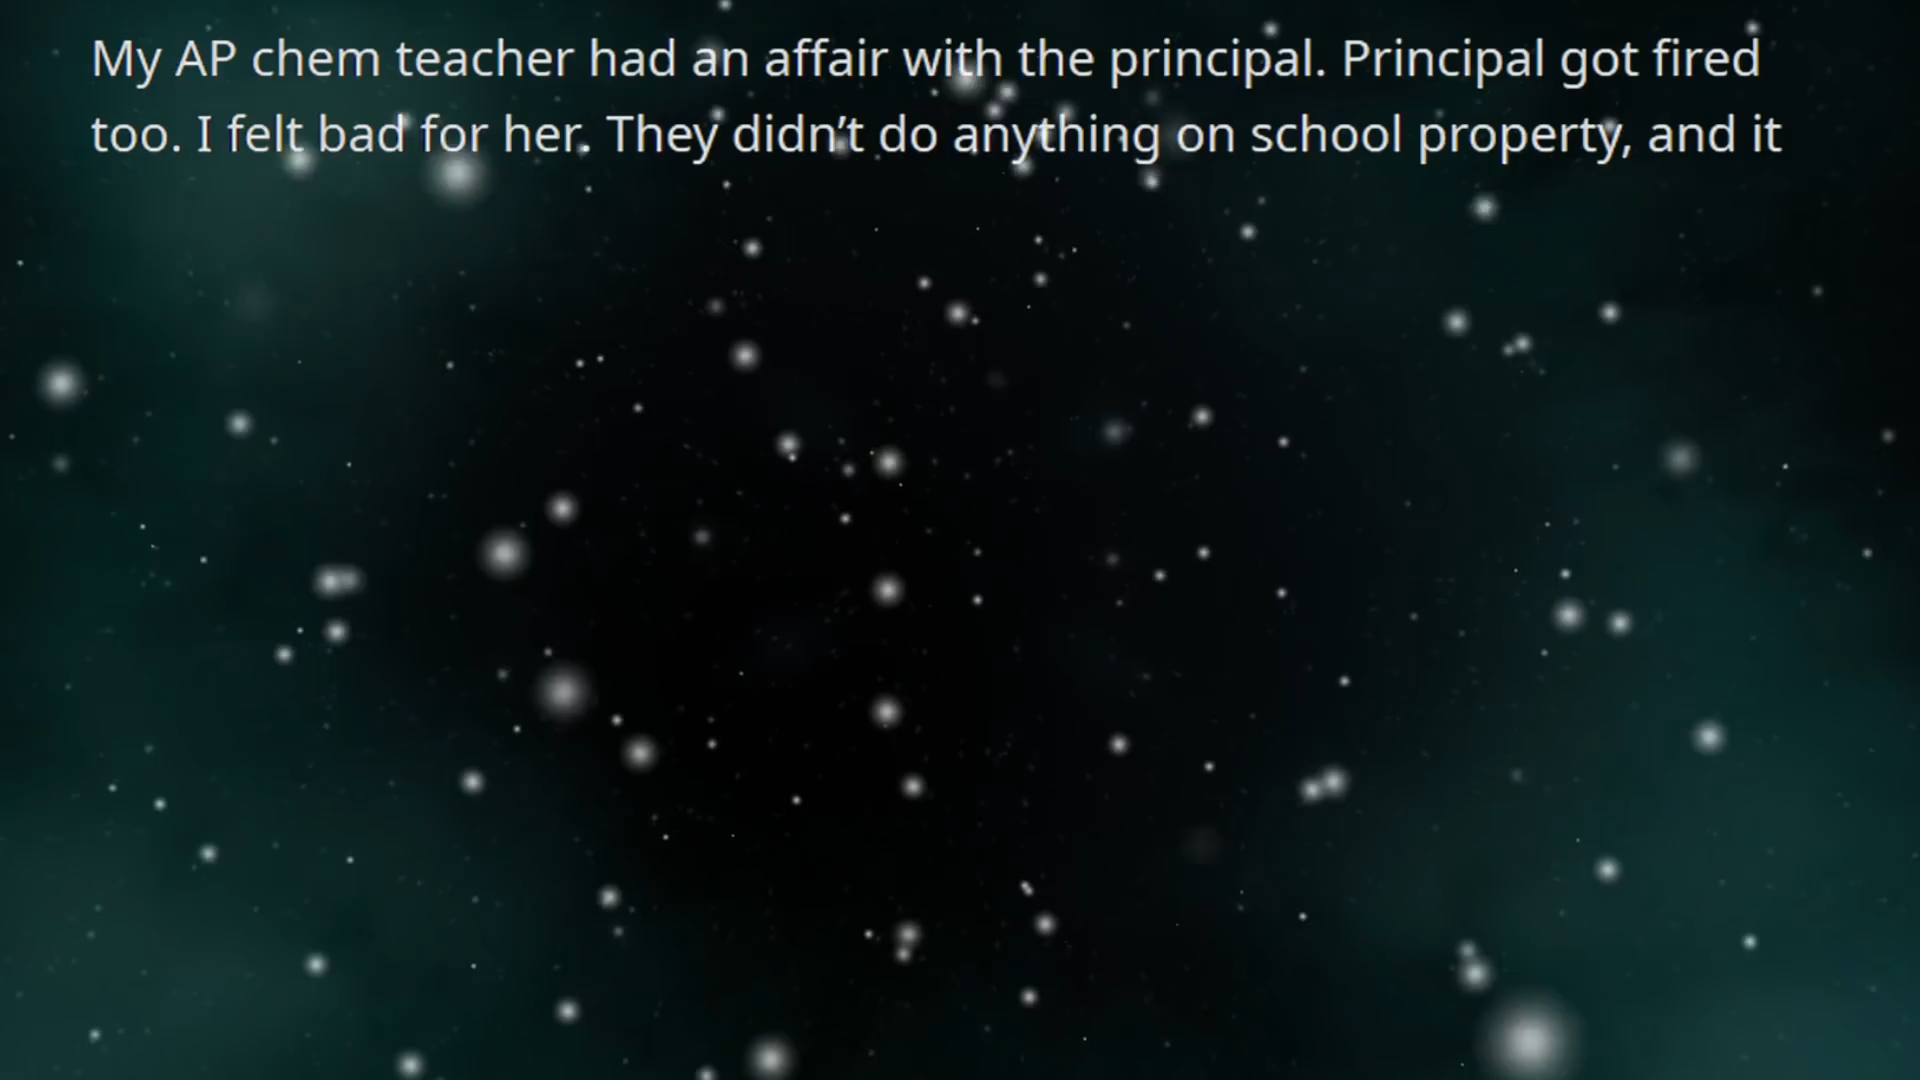 My AP chem teacher had an affair with the principal. Principal got fired
too. I felt bad for her. They didn’t do anything on school property, and it